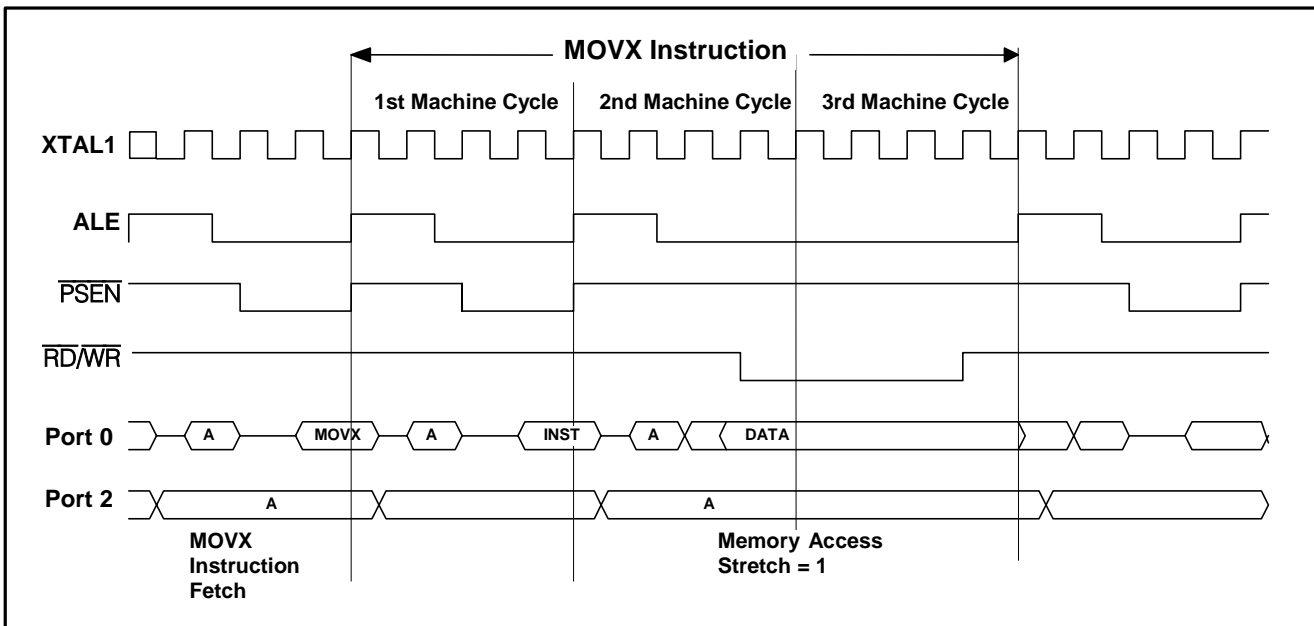 MOVX Instruction
1st Machine Cycle
2nd Machine Cycle
3rd Machine Cycle
XTAL1
ALE
PSEN
RD/WR
Port 0
A
MOVX
A
INST
A
DATA
Port 2
A
A
MOVX
Instruction
Fetch
Memory Access
Stretch = 1